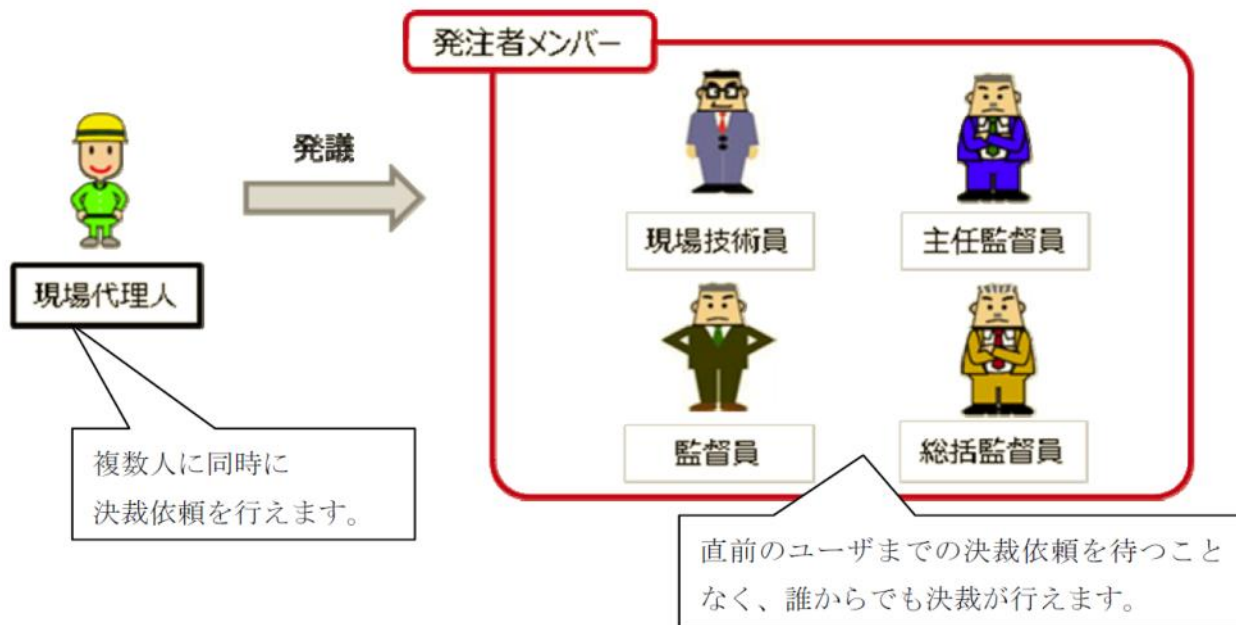 発注者メンバー
発議
現場代理人
現場技術員
主任監督員
監督員
総括監督員
複数人に同時に
決裁依頼を行えます。
直前のユーザまでの決裁依頼を待つこと
なく、誰からでも決裁が行えます。